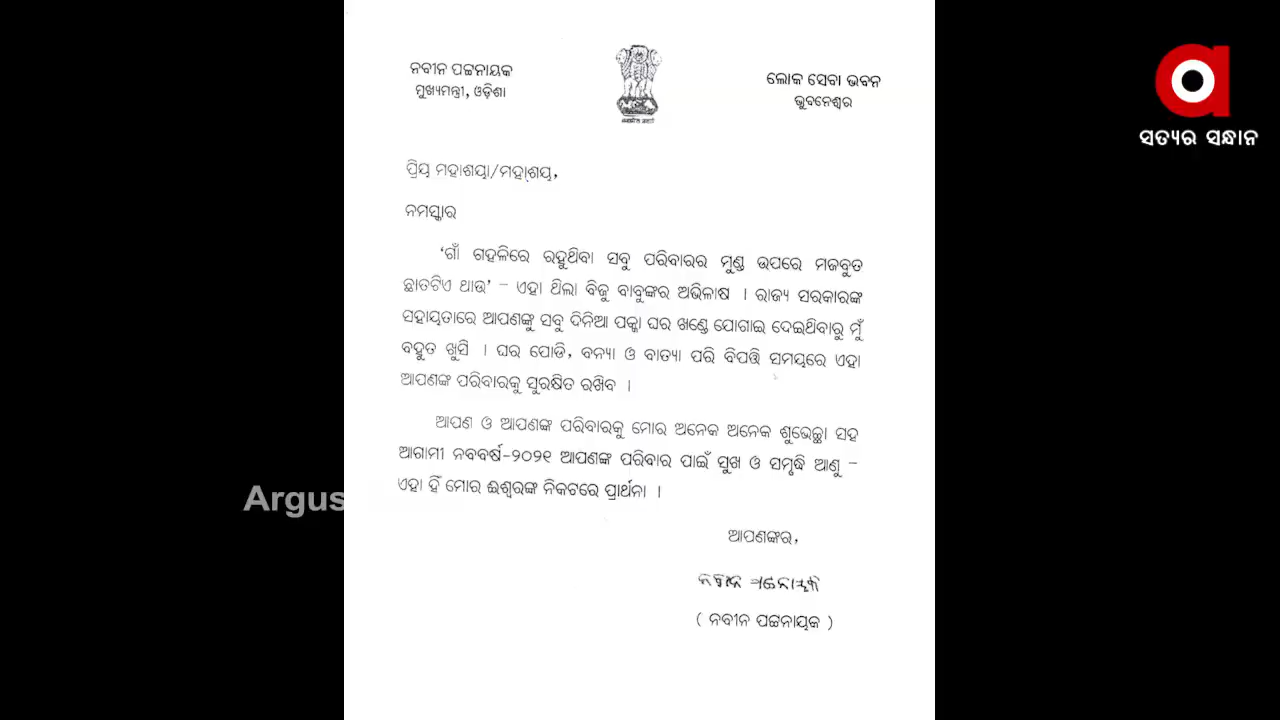 ନବୀନ ପଟ୍ଟନାୟକ
ମୁଖ୍ୟମନ୍ତ୍ରୀ, ଓଡ଼ିଶା
ଲୋକ ସେବା ଭବନ
ଭୁବନେଶ୍ୱର
ସତ୍ୟର ସନ୍ଧାନ
ପ୍ରିୟ ମହାଶୟା/ମହାଶୟ,
ନମସ୍କାର
‘ଗାଁ ଗହଳିରେ ରହୁଥିବା ସବୁ ପରିବାରର ମୁଣ୍ଡ ଉପରେ ମଜବୁତ
ଛାତଟିଏ ଥାଉ’ – ଏହା ଥିଲା ବିଜୁ ବାବୁଙ୍କର ଅଭିଳାଷ । ରାଜ୍ୟ ସରକାରଙ୍କ
ସହାୟତାରେ ଆପଣଙ୍କୁ ସବୁ ଦିନିଆ ପକ୍କା ଘର ଖଣ୍ଡେ ଯୋଗାଇ ଦେଇଥିବାରୁ ମୁଁ
ବହୁତ ଖୁସି । ଘର ପୋଡି, ବନ୍ୟା ଓ ବାତ୍ୟା ପରି ବିପତ୍ତି ସମୟରେ ଏହା
ଆପଣଙ୍କ ପରିବାରକୁ ସୁରକ୍ଷିତ ରଖିବ ।
ଆପଣ ଓ ଆପଣଙ୍କ ପରିବାରକୁ ମୋର ଅନେକ ଅନେକ ଶୁଭେଚ୍ଛା ସହ
ଆଗାମୀ ନବବର୍ଷ-୨୦୨୧ ଆପଣଙ୍କ ପରିବାର ପାଇଁ ସୁଖ ଓ ସମୃଦ୍ଧି ଆଣୁ –
ଏହା ହିଁ ମୋର ଈଶ୍ୱରଙ୍କ ନିକଟରେ ପ୍ରାର୍ଥନା ।
Argus
ଆପଣଙ୍କର,
ନବୀନ ପଟ୍ଟନାୟକ
( ନବୀନ ପଟ୍ଟନାୟକ )